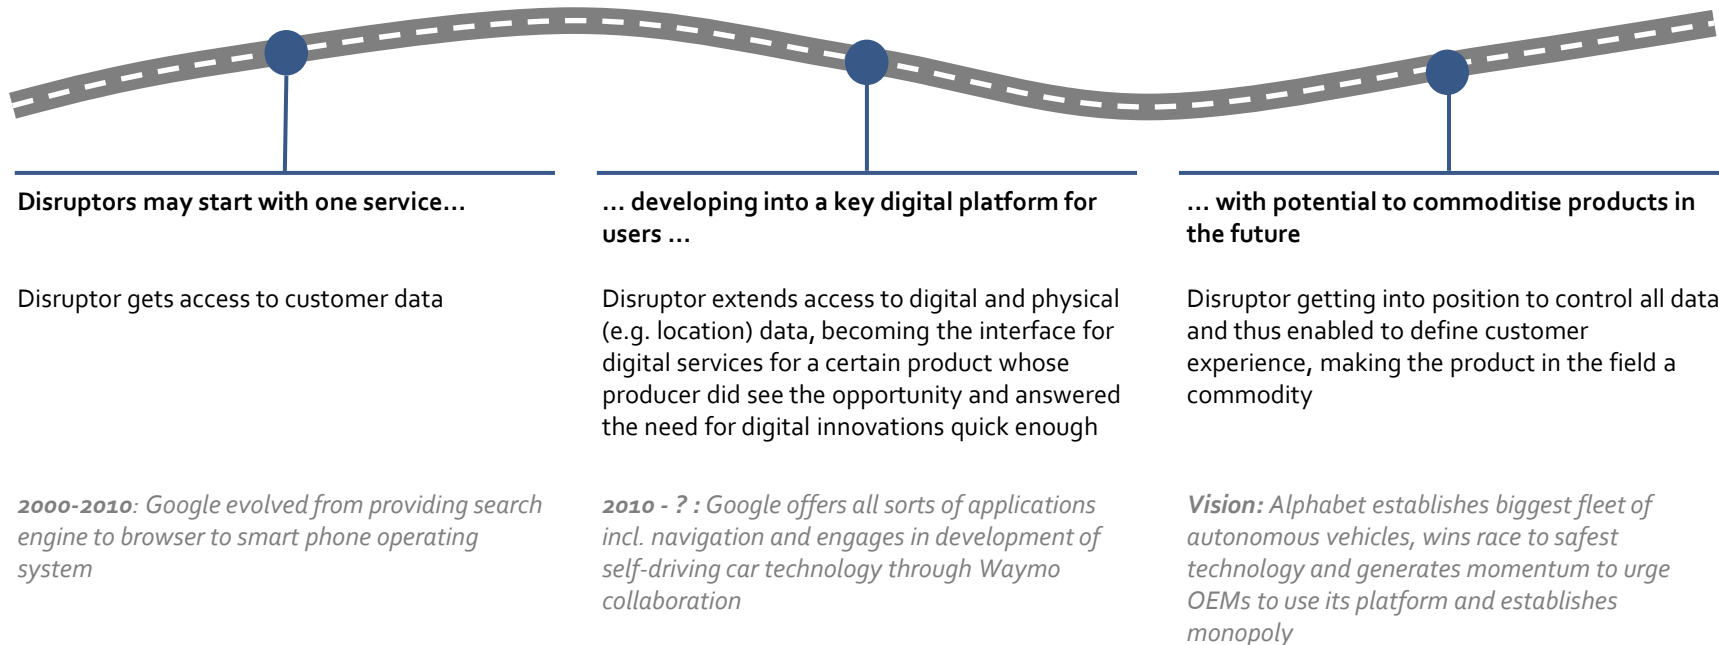 Disruptors may start with one service...
Disruptor gets access to customer data
2000-2010: Google evolved from providing search
engine to browser to smart phone operating
system
... developing into a key digital platform for
users ...
Disruptor extends access to digital and physical
(e.g. location) data, becoming the interface for
digital services for a certain product whose
producer did see the opportunity and answered
the need for digital innovations quick enough
2010 - ? : Google offers all sorts of applications
incl. navigation and engages in development of
self-driving car technology through Waymo
collaboration
... with potential to commoditise products in
the future
Disruptor getting into position to control all data
and thus enabled to define customer
experience, making the product in the field a
commodity
Vision: Alphabet establishes biggest fleet of
autonomous vehicles, wins race to safest
technology and generates momentum to urge
OEMs to use its platform and establishes
monopoly